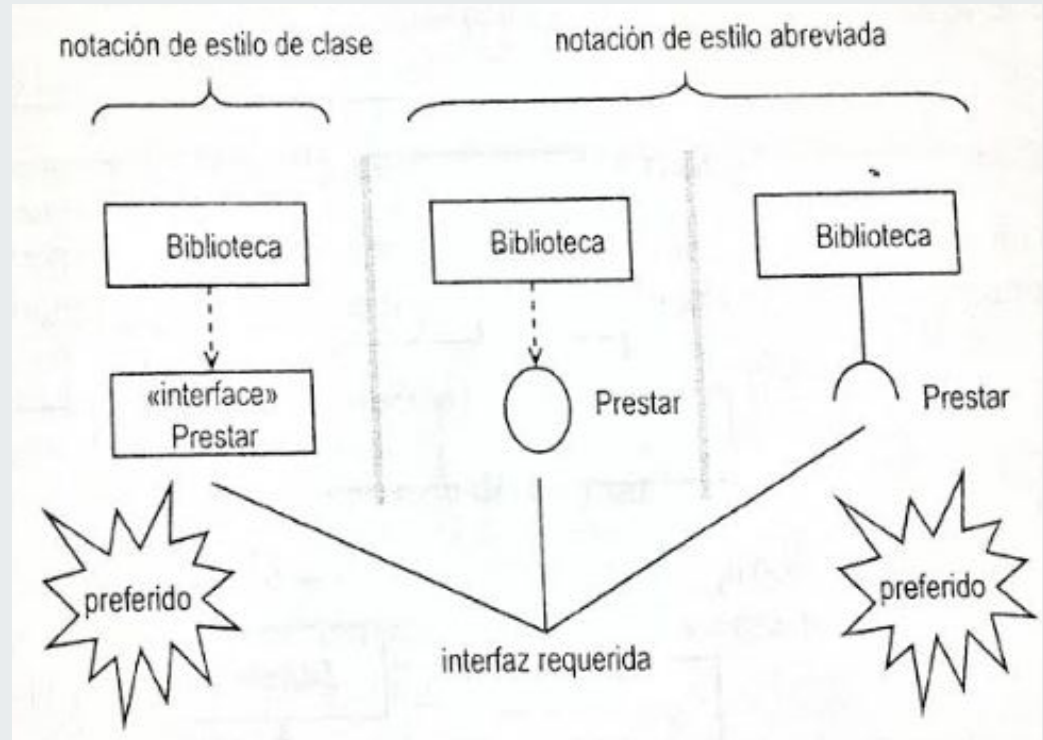 notación de estilo de clase
notación de estilo abreviada
Biblioteca
Biblioteca
Biblioteca
«interface»
Prestar
Prestar
Prestar
preferido
preferido
interfaz requerida